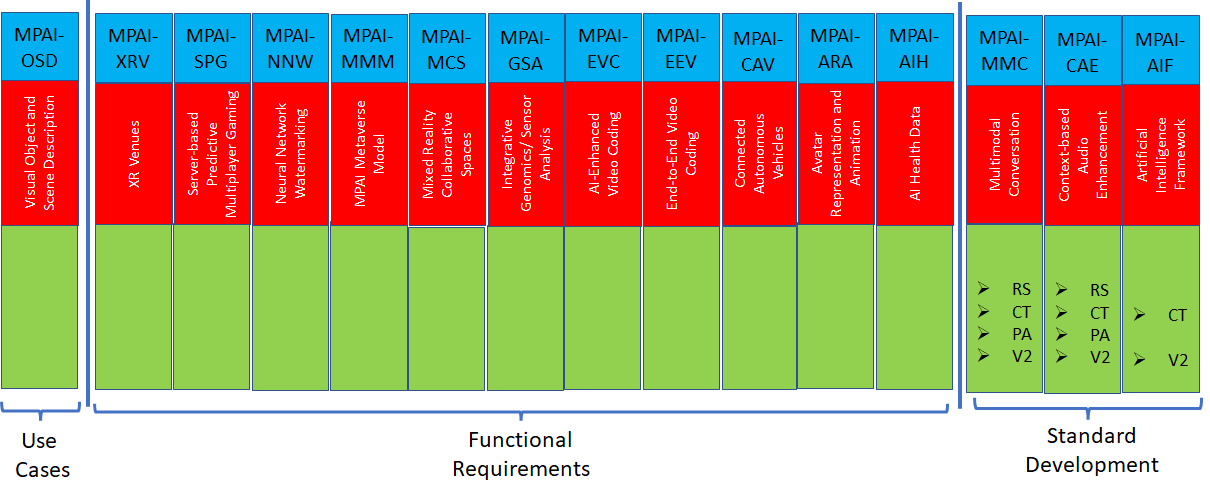 MPAI-
OSD
MPAI-
XRV
MPAI-
SPG
MPAI-
NNW
MPAI-
MMM
MPAI-
MCS
MPAI-
GSA
MPAI-
EVC
MPAI-
EEV
MPAI-
CAV
MPAI-
ARA
MPAI-
AIH
MPAI-
MMC
MPAI-
CAE
MPAI-
AIF
Visual Object and
Scene Description
XR Venues
Server-based
Predictive
Multiplayer Gaming
Neural Network
Watermarking
MPAI Metaverse
Model
Mixed Reality
Collaborative
Spaces
Integrative
Genomics/ Sensor
Analysis
AI-Enhanced
Video Coding
End-to-End Video
Coding
Connected
Autonomous
Vehicles
Avatar
Representation and
Animation
AI Health Data
Multimodal
Conversation
Context-based
Audio
Enhancement
Artificial
Intelligence
Framework
➢ RS
➢ CT
➢ PA
➢ V2
➢ RS
➢ CT
➢ PA
➢ V2
➢ CT
➢ V2
Use
Cases
Functional
Requirements
Standard
Development